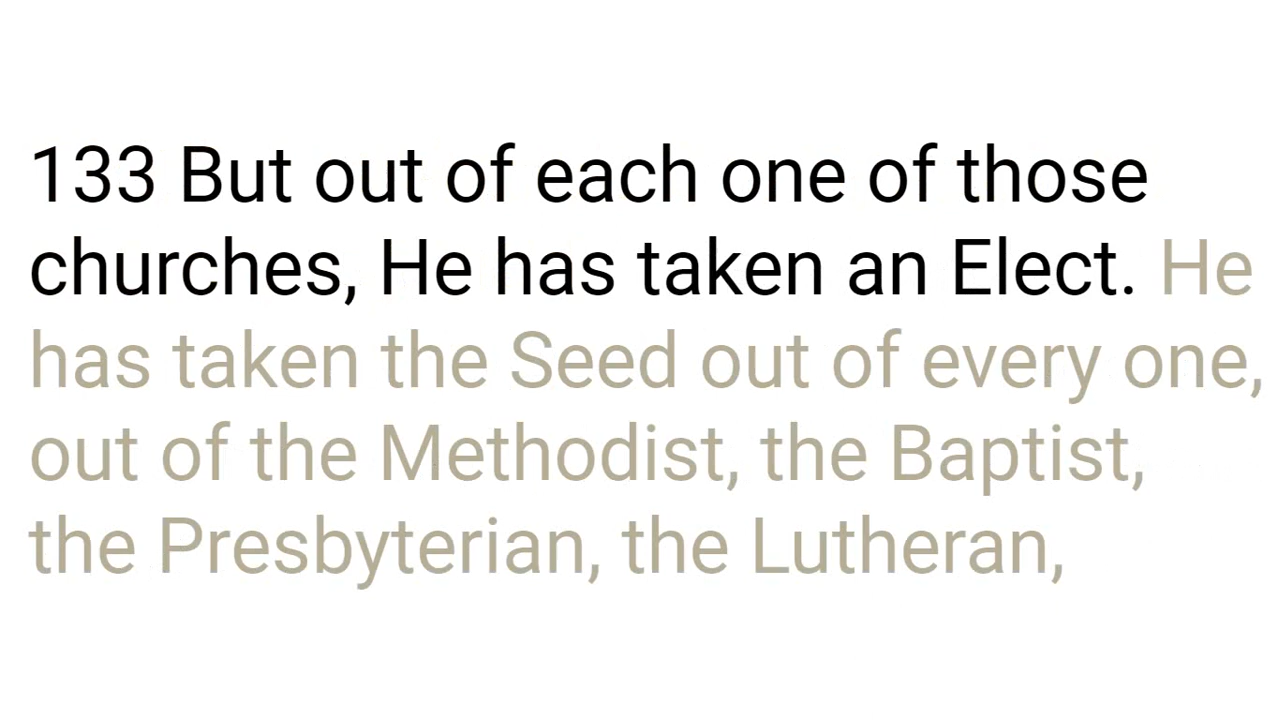 133 But out of each one of those
churches, He has taken an Elect. He
has taken the Seed out of every one,
out of the Methodist, the Baptist,
the Presbyterian, the Lutheran,